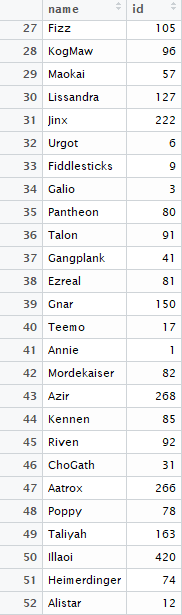 name id
27 Fizz 105
28 KogMaw 96
29 Maokai 57
30 Lissandra 127
31 Jinx 222
32 Urgot 6
33 Fiddlesticks 9
34 Galio 3
35 Pantheon 80
36 Talon 91
37 Gangplank 41
38 Ezreal 81
39 Gnar 150
40 Teemo 17
41 Annie 1
42 Mordekaiser 82
43 Azir 268
44 Kennen 85
45 Riven 92
46 ChoGath 31
47 Aatrox 266
48 Poppy 78
49 Taliyah 163
50 Illaoi 420
51 Heimerdinger 74
52 Alistar 12